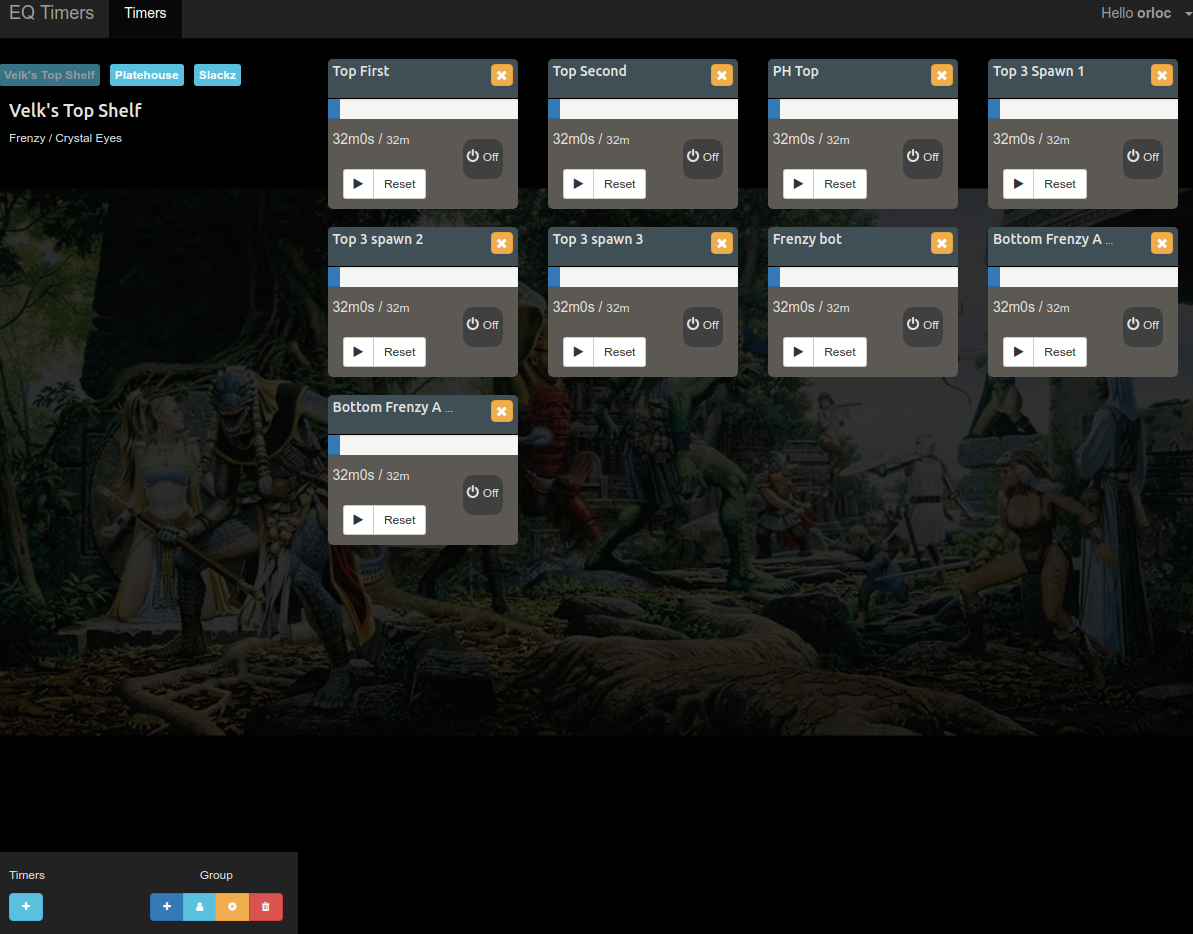 EQ Timers
Timers
Hello orloc
Velk's Top Shelf
Platehouse
Slackz
Velk's Top Shelf
Frenzy / Crystal Eyes
Top First
32m0s / 32m
Off
Reset
Top Second
32m0s / 32m
Off
Reset
PH Top
32m0s / 32m
Off
Reset
Top 3 Spawn 1
32m0s / 32m
Off
Reset
Top 3 spawn 2
32m0s / 32m
Off
Reset
Top 3 spawn 3
32m0s / 32m
Off
Reset
Frenzy bot
32m0s / 32m
Off
Reset
Bottom Frenzy A ...
32m0s / 32m
Off
Reset
Bottom Frenzy A ...
32m0s / 32m
Off
Reset
Timers
Group